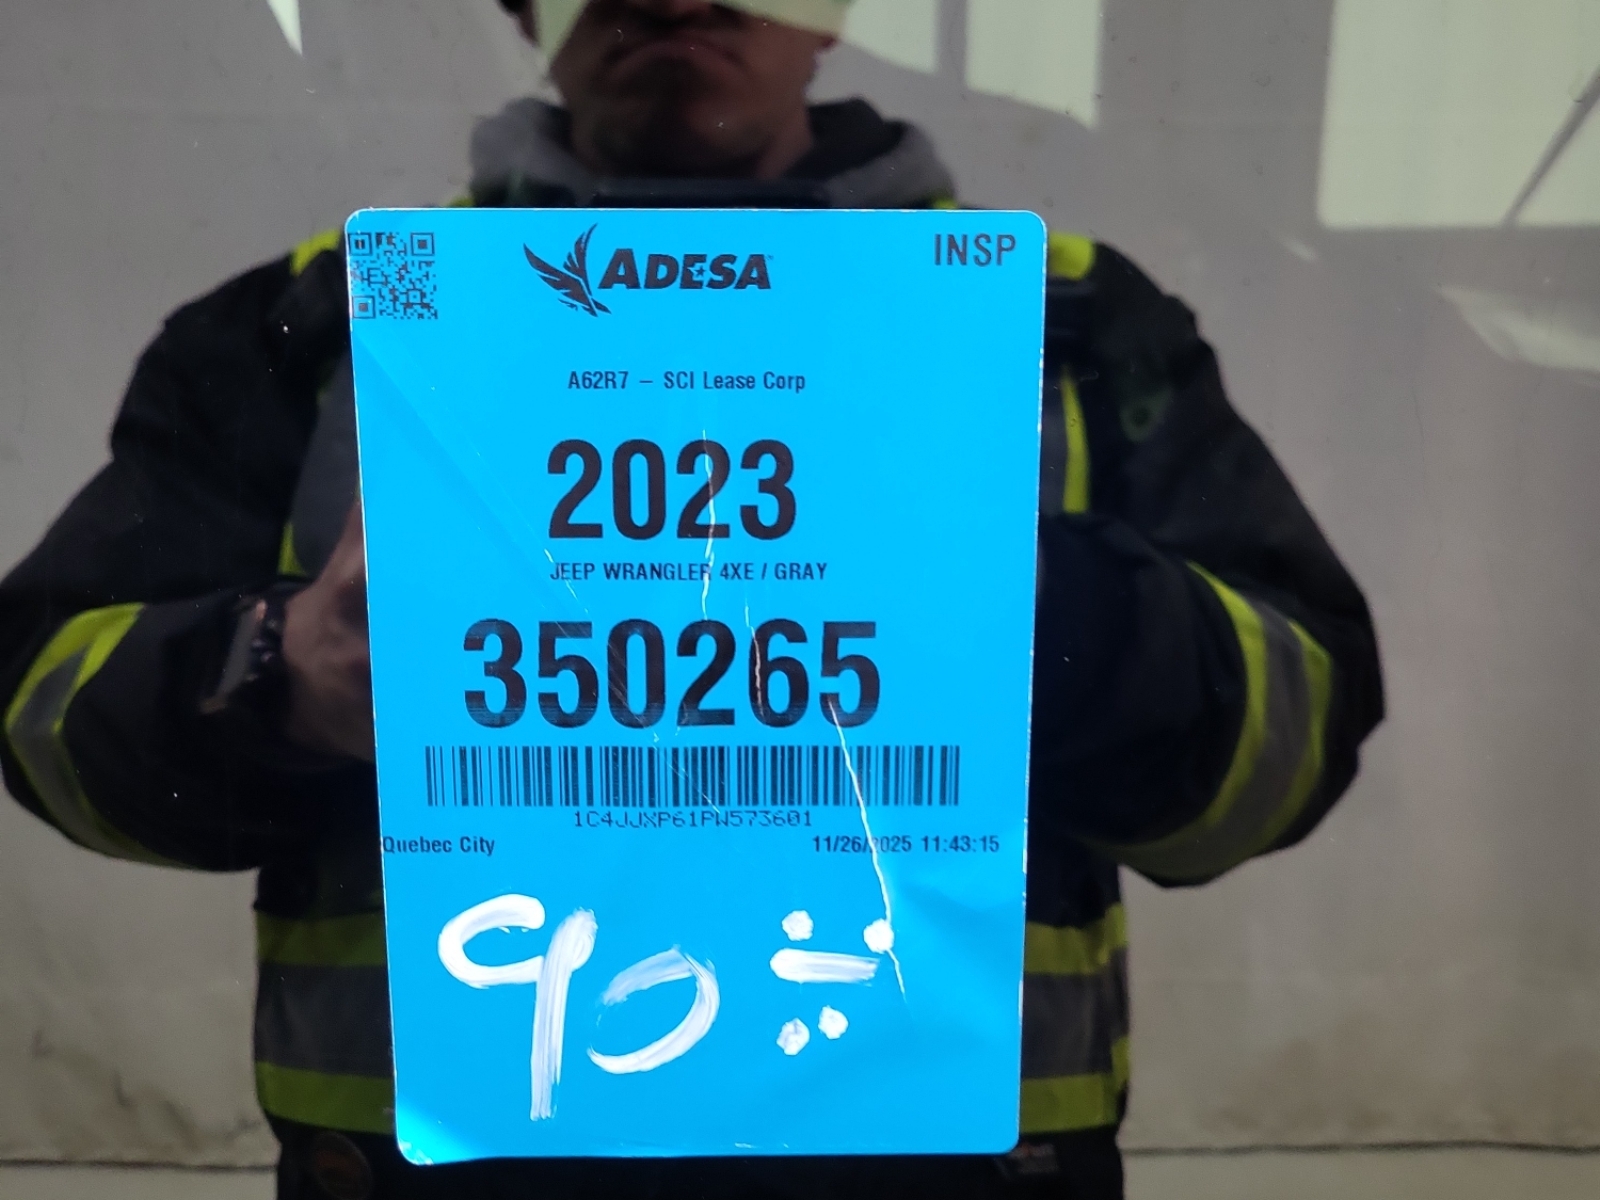 ADESA
INSP
A62R7 – SCI Lease Corp
2023
JEEP WRANGLER 4XE / GRAY
350265
1C4JJXP61PW573601
Quebec City 11/26/2025 11:43:15
90